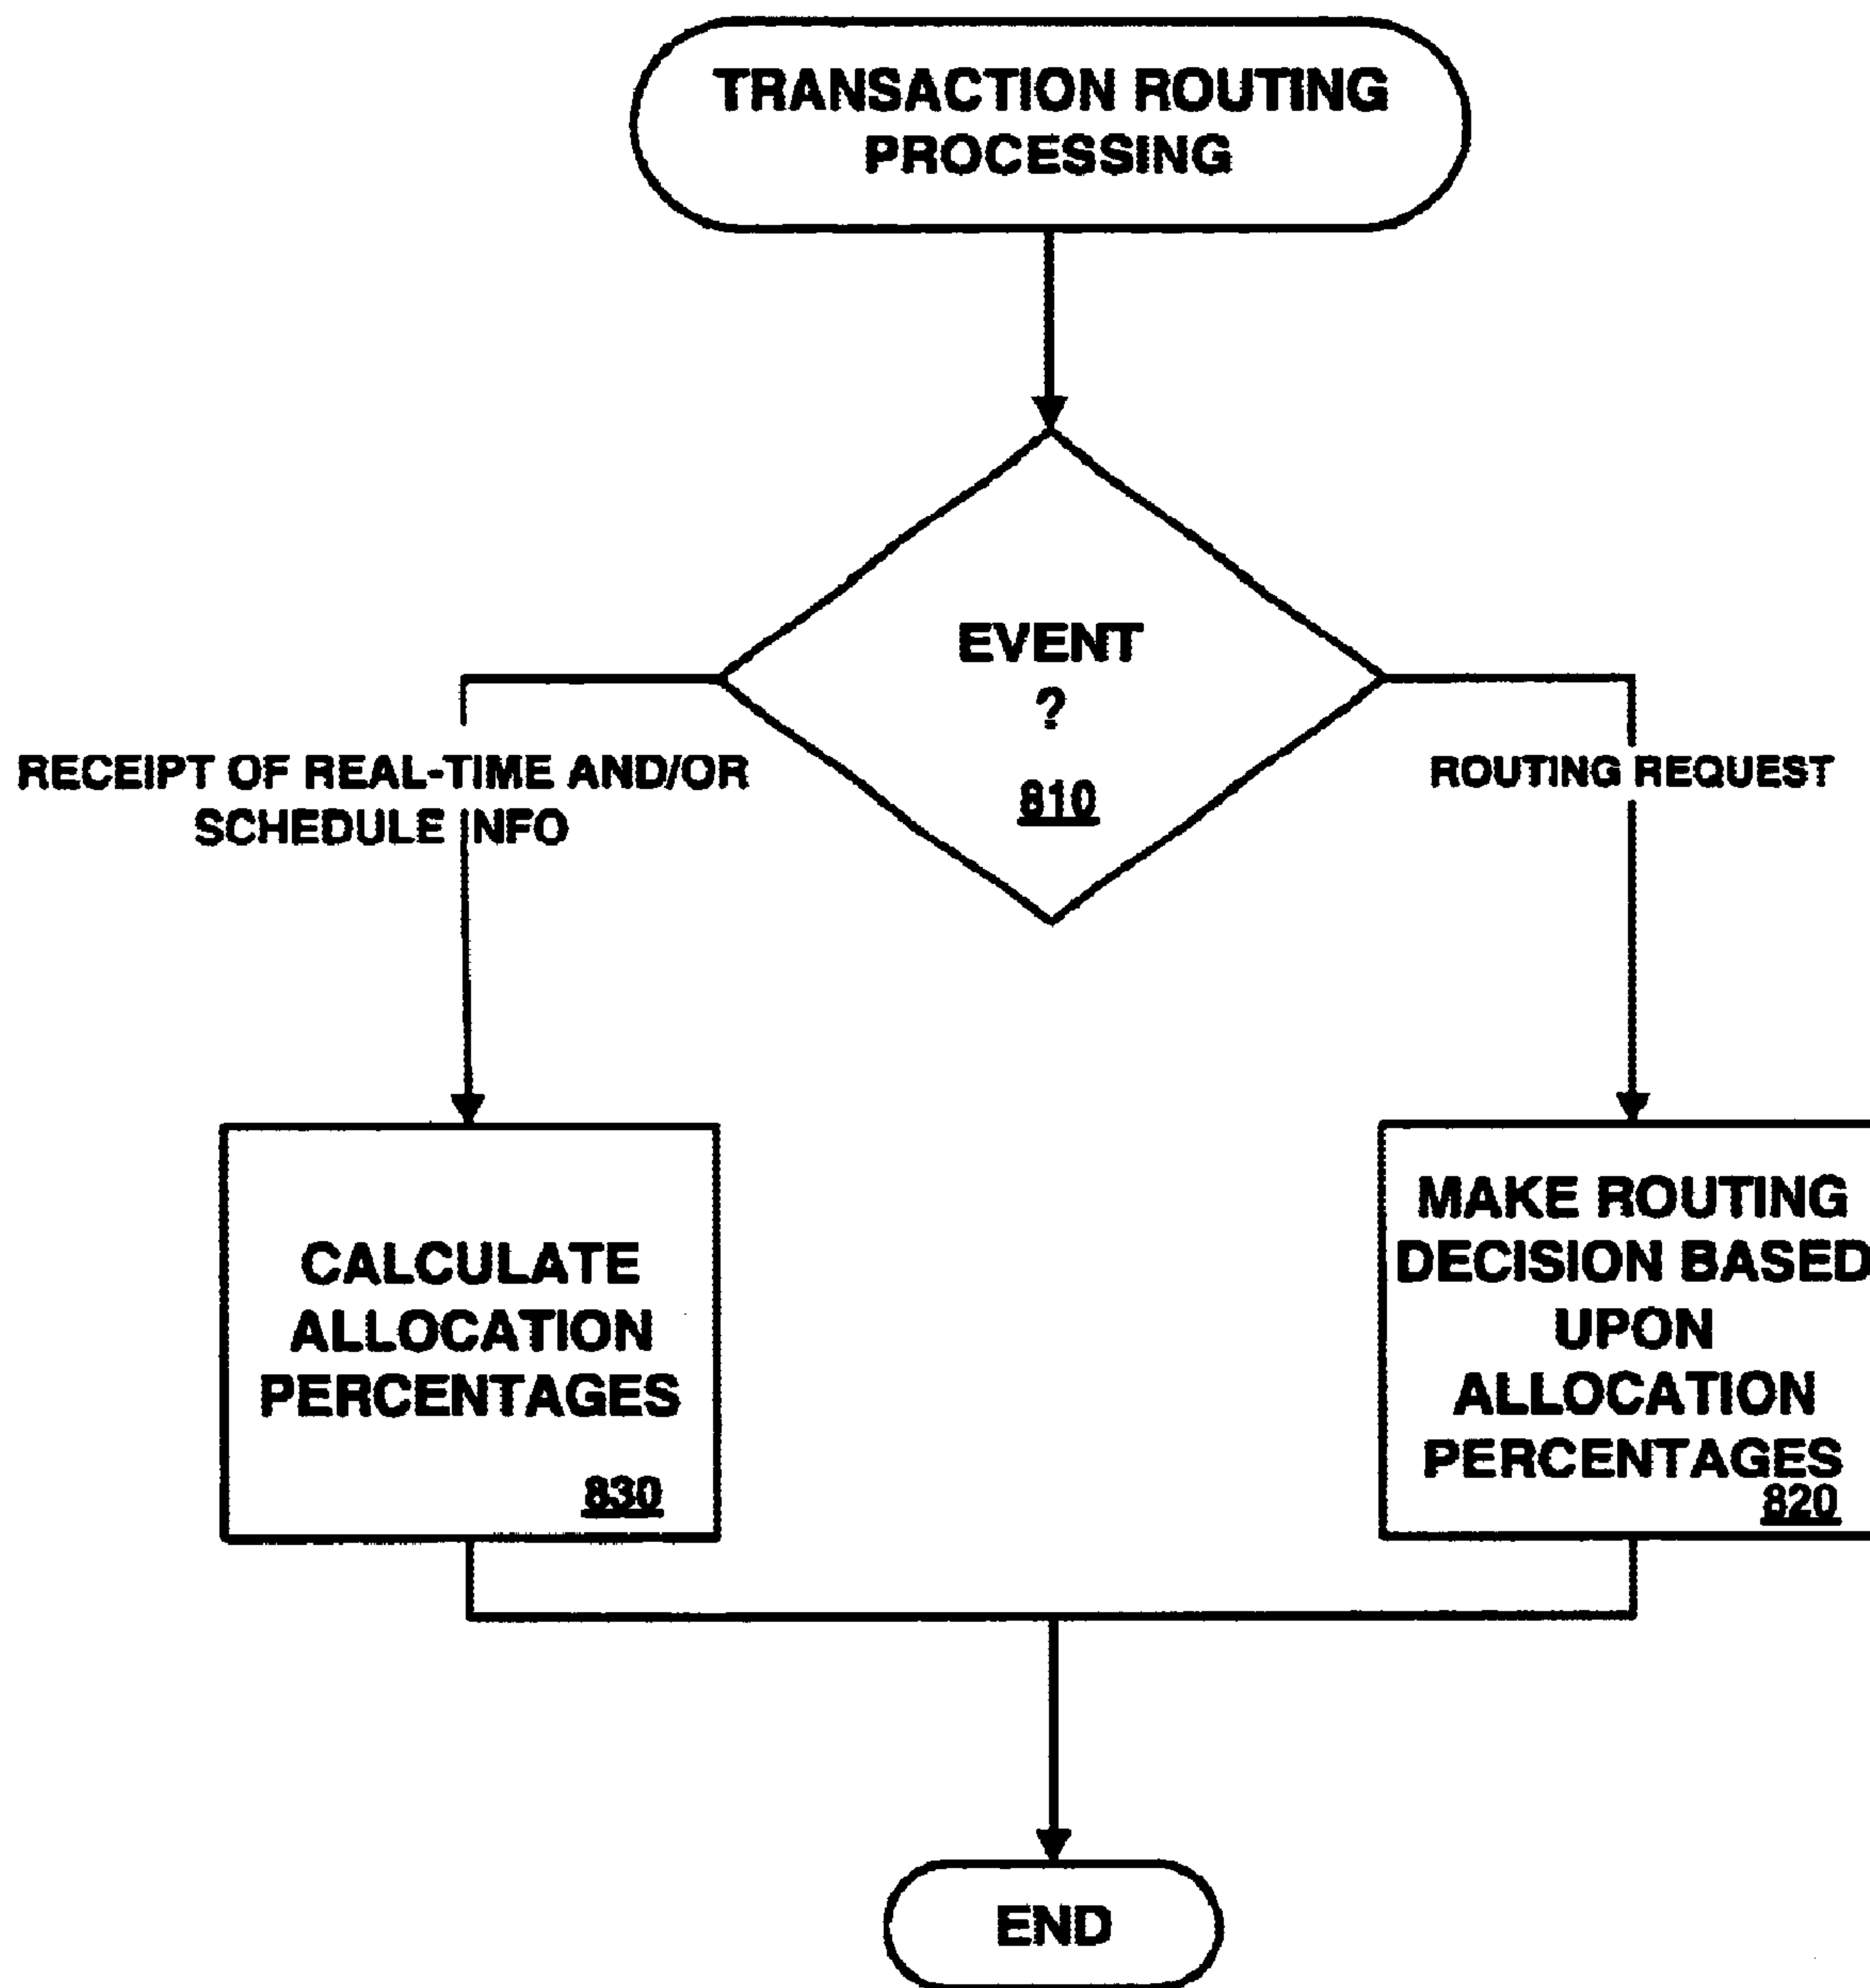 TRANSACTION ROUTING
PROCESSING
EVENT
?
810
RECEIPT OF REAL-TIME AND/OR
SCHEDULE INFO
ROUTING REQUEST
CALCULATE
ALLOCATION
PERCENTAGES
830
MAKE ROUTING
DECISION BASED
UPON
ALLOCATION
PERCENTAGES
820
END